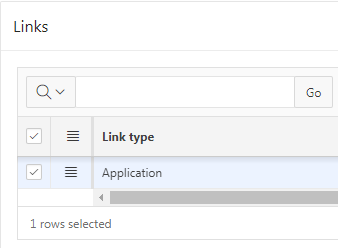 Links
Go
Link type
Application
1 rows selected